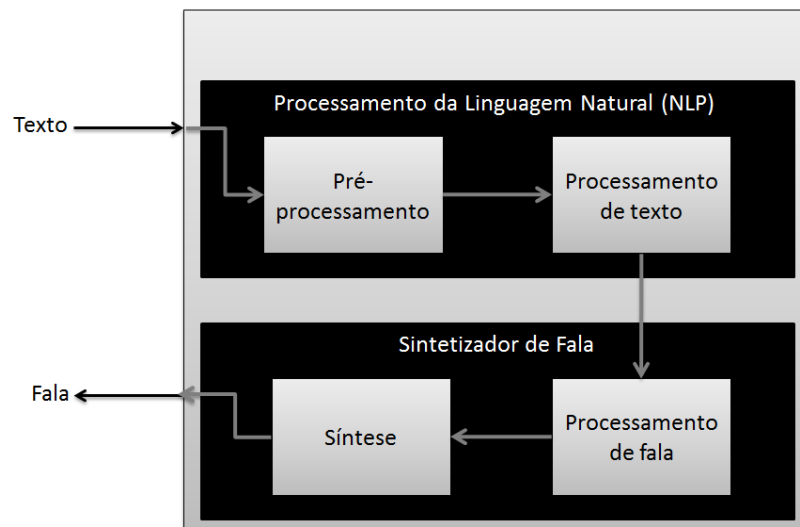 Processamento da Linguagem Natural (NLP)
Texto
Pré-
processamento
Processamento
de texto
Sintetizador de Fala
Fala
Síntese
Processamento
de fala